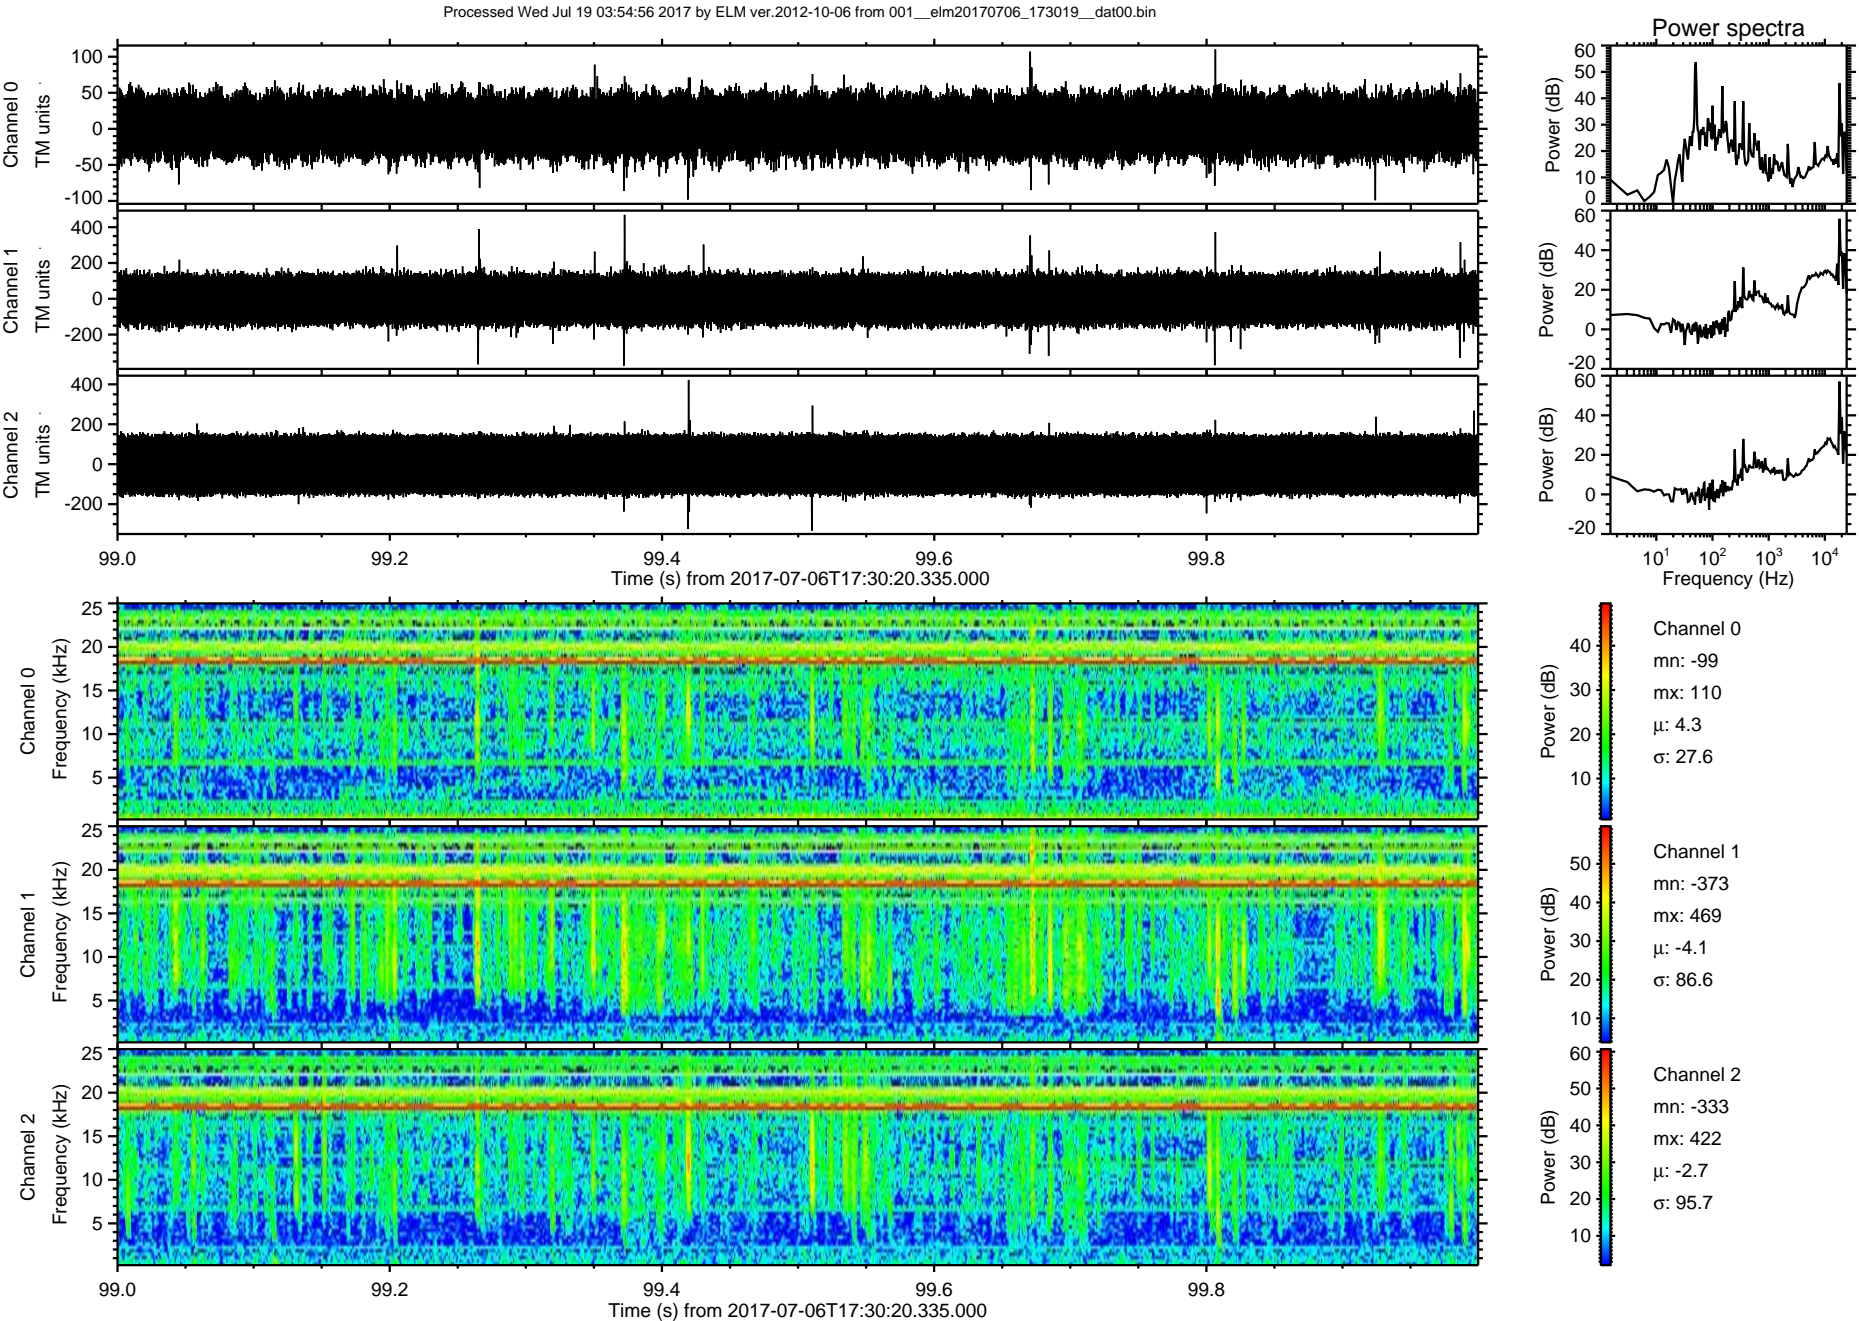 Processed Wed Jul 19 03:54:56 2017 by ELM ver.2012-10-06 from 001__elm20170706_173019__dat00.bin
Power spectra
Channel 0
TM units
100
50
0
-50
-100
Power (dB)
60
50
40
30
20
10
0
Channel 1
TM units
400
200
0
-200
Power (dB)
60
40
20
0
-20
Channel 2
TM units
400
200
0
-200
Power (dB)
60
40
20
0
-20
99.0 99.2 99.4 99.6 99.8
Time (s) from 2017-07-06T17:30:20.335.000
10^1 10^2 10^3 10^4
Frequency (Hz)
Channel 0
Frequency (kHz)
25
20
15
10
5
Power (dB)
40
30
20
10
Channel 0
mn: -99
mx: 110
μ: 4.3
σ: 27.6
Channel 1
Frequency (kHz)
25
20
15
10
5
Power (dB)
50
40
30
20
10
Channel 1
mn: -373
mx: 469
μ: -4.1
σ: 86.6
Channel 2
Frequency (kHz)
25
20
15
10
5
Power (dB)
60
50
40
30
20
10
Channel 2
mn: -333
mx: 422
μ: -2.7
σ: 95.7
99.0 99.2 99.4 99.6 99.8
Time (s) from 2017-07-06T17:30:20.335.000